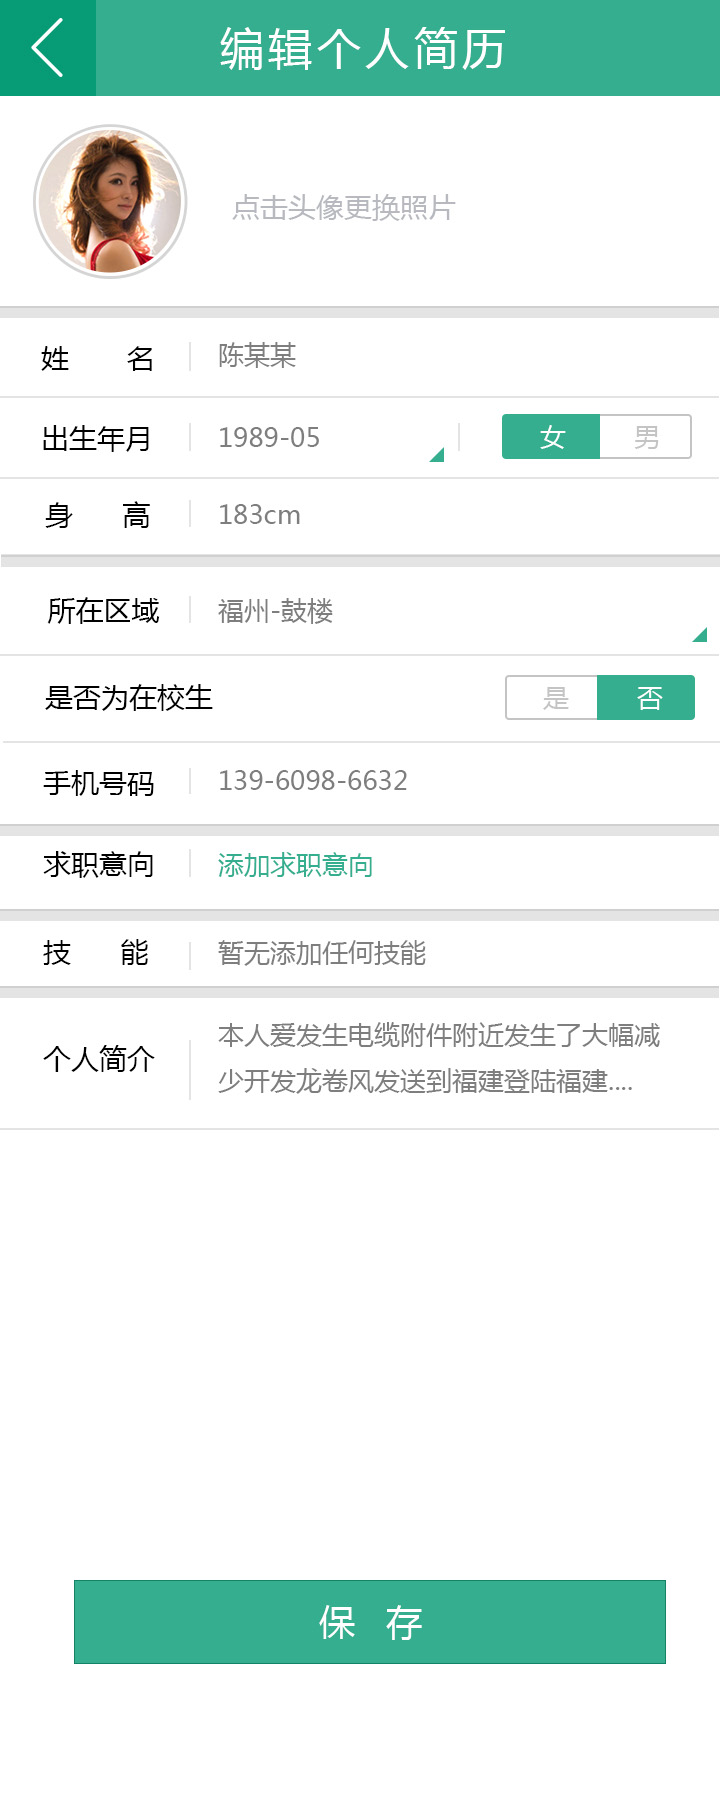 编辑个人简历
点击头像更换照片
姓 名 陈某某
出生年月 1989-05 女 男
身 高 183cm
所在区域 福州-鼓楼
是否为在校生 是 否
手机号码 139-6098-6632
求职意向 添加求职意向
技 能 暂无添加任何技能
个人简介 本人爱发生电缆附件附近发生了大幅减
少开发龙卷风发送到福建登陆福建....
保 存